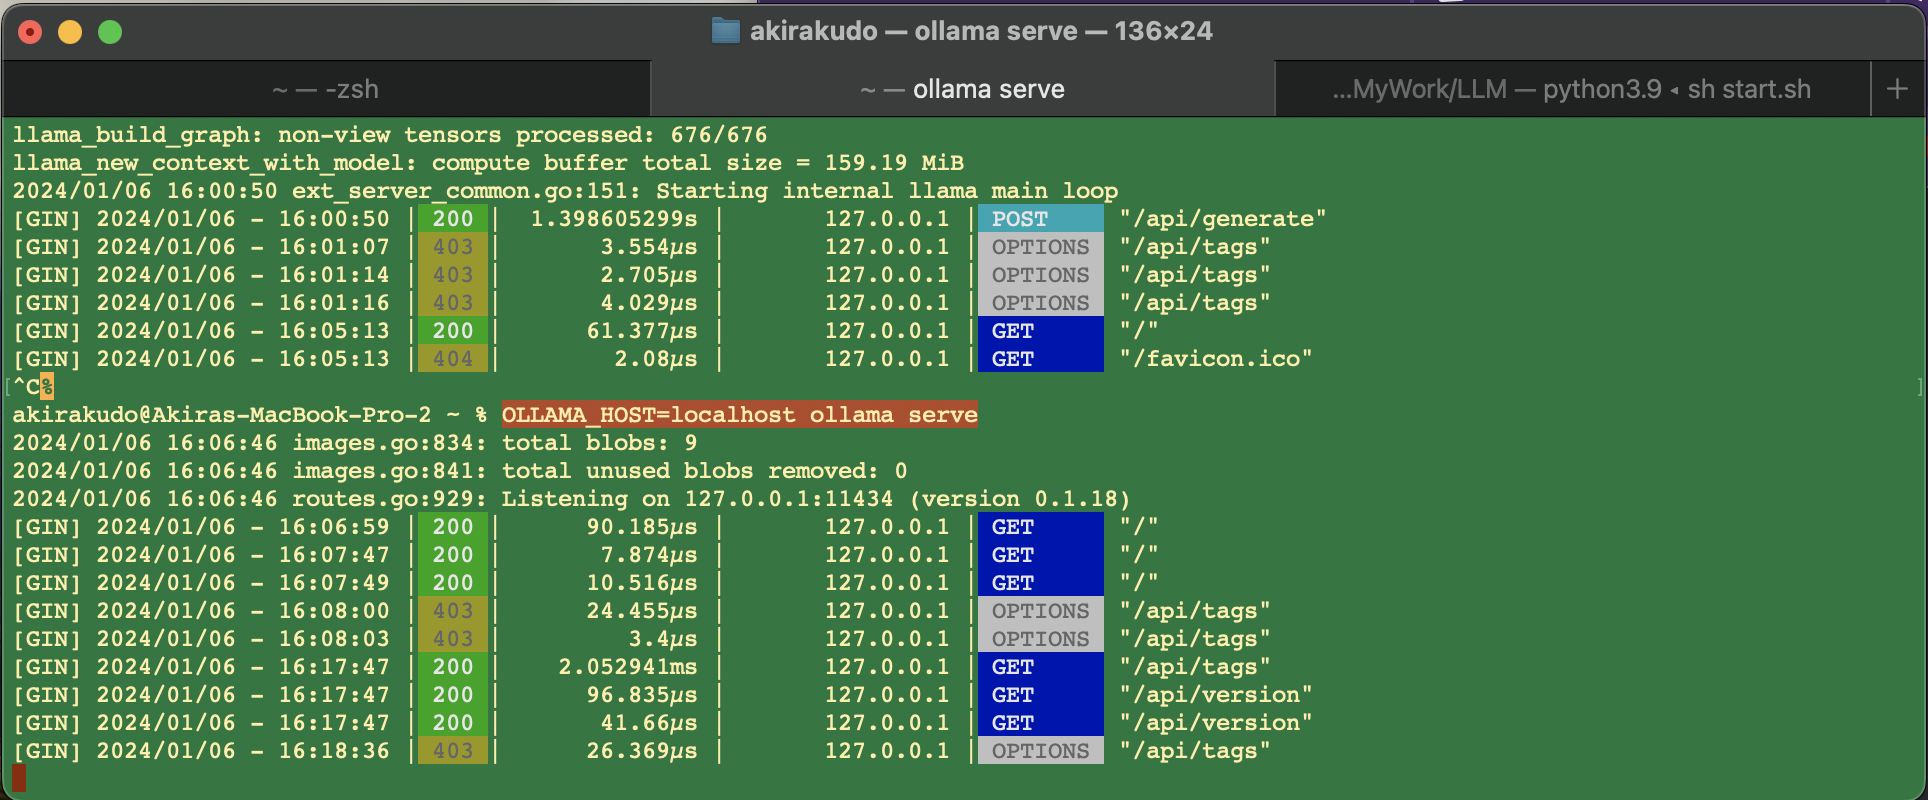 akirakudo — ollama serve — 136×24
~ — -zsh
~ — ollama serve
...MyWork/LLM — python3.9 ◂ sh start.sh
+
llama_build_graph: non-view tensors processed: 676/676
llama_new_context_with_model: compute buffer total size = 159.19 MiB
2024/01/06 16:00:50 ext_server_common.go:151: Starting internal llama main loop
[GIN] 2024/01/06 - 16:00:50 | 200 |  1.398605299s |       127.0.0.1 | POST     "/api/generate"
[GIN] 2024/01/06 - 16:01:07 | 403 |       3.554µs |       127.0.0.1 | OPTIONS  "/api/tags"
[GIN] 2024/01/06 - 16:01:14 | 403 |       2.705µs |       127.0.0.1 | OPTIONS  "/api/tags"
[GIN] 2024/01/06 - 16:01:16 | 403 |       4.029µs |       127.0.0.1 | OPTIONS  "/api/tags"
[GIN] 2024/01/06 - 16:05:13 | 200 |      61.377µs |       127.0.0.1 | GET      "/"
[GIN] 2024/01/06 - 16:05:13 | 404 |        2.08µs |       127.0.0.1 | GET      "/favicon.ico"
^C%
akirakudo@Akiras-MacBook-Pro-2 ~ % OLLAMA_HOST=localhost ollama serve
2024/01/06 16:06:46 images.go:834: total blobs: 9
2024/01/06 16:06:46 images.go:841: total unused blobs removed: 0
2024/01/06 16:06:46 routes.go:929: Listening on 127.0.0.1:11434 (version 0.1.18)
[GIN] 2024/01/06 - 16:06:59 | 200 |      90.185µs |       127.0.0.1 | GET      "/"
[GIN] 2024/01/06 - 16:07:47 | 200 |       7.874µs |       127.0.0.1 | GET      "/"
[GIN] 2024/01/06 - 16:07:49 | 200 |      10.516µs |       127.0.0.1 | GET      "/"
[GIN] 2024/01/06 - 16:08:00 | 403 |      24.455µs |       127.0.0.1 | OPTIONS  "/api/tags"
[GIN] 2024/01/06 - 16:08:03 | 403 |         3.4µs |       127.0.0.1 | OPTIONS  "/api/tags"
[GIN] 2024/01/06 - 16:17:47 | 200 |    2.052941ms |       127.0.0.1 | GET      "/api/tags"
[GIN] 2024/01/06 - 16:17:47 | 200 |      96.835µs |       127.0.0.1 | GET      "/api/version"
[GIN] 2024/01/06 - 16:17:47 | 200 |       41.66µs |       127.0.0.1 | GET      "/api/version"
[GIN] 2024/01/06 - 16:18:36 | 403 |      26.369µs |       127.0.0.1 | OPTIONS  "/api/tags"